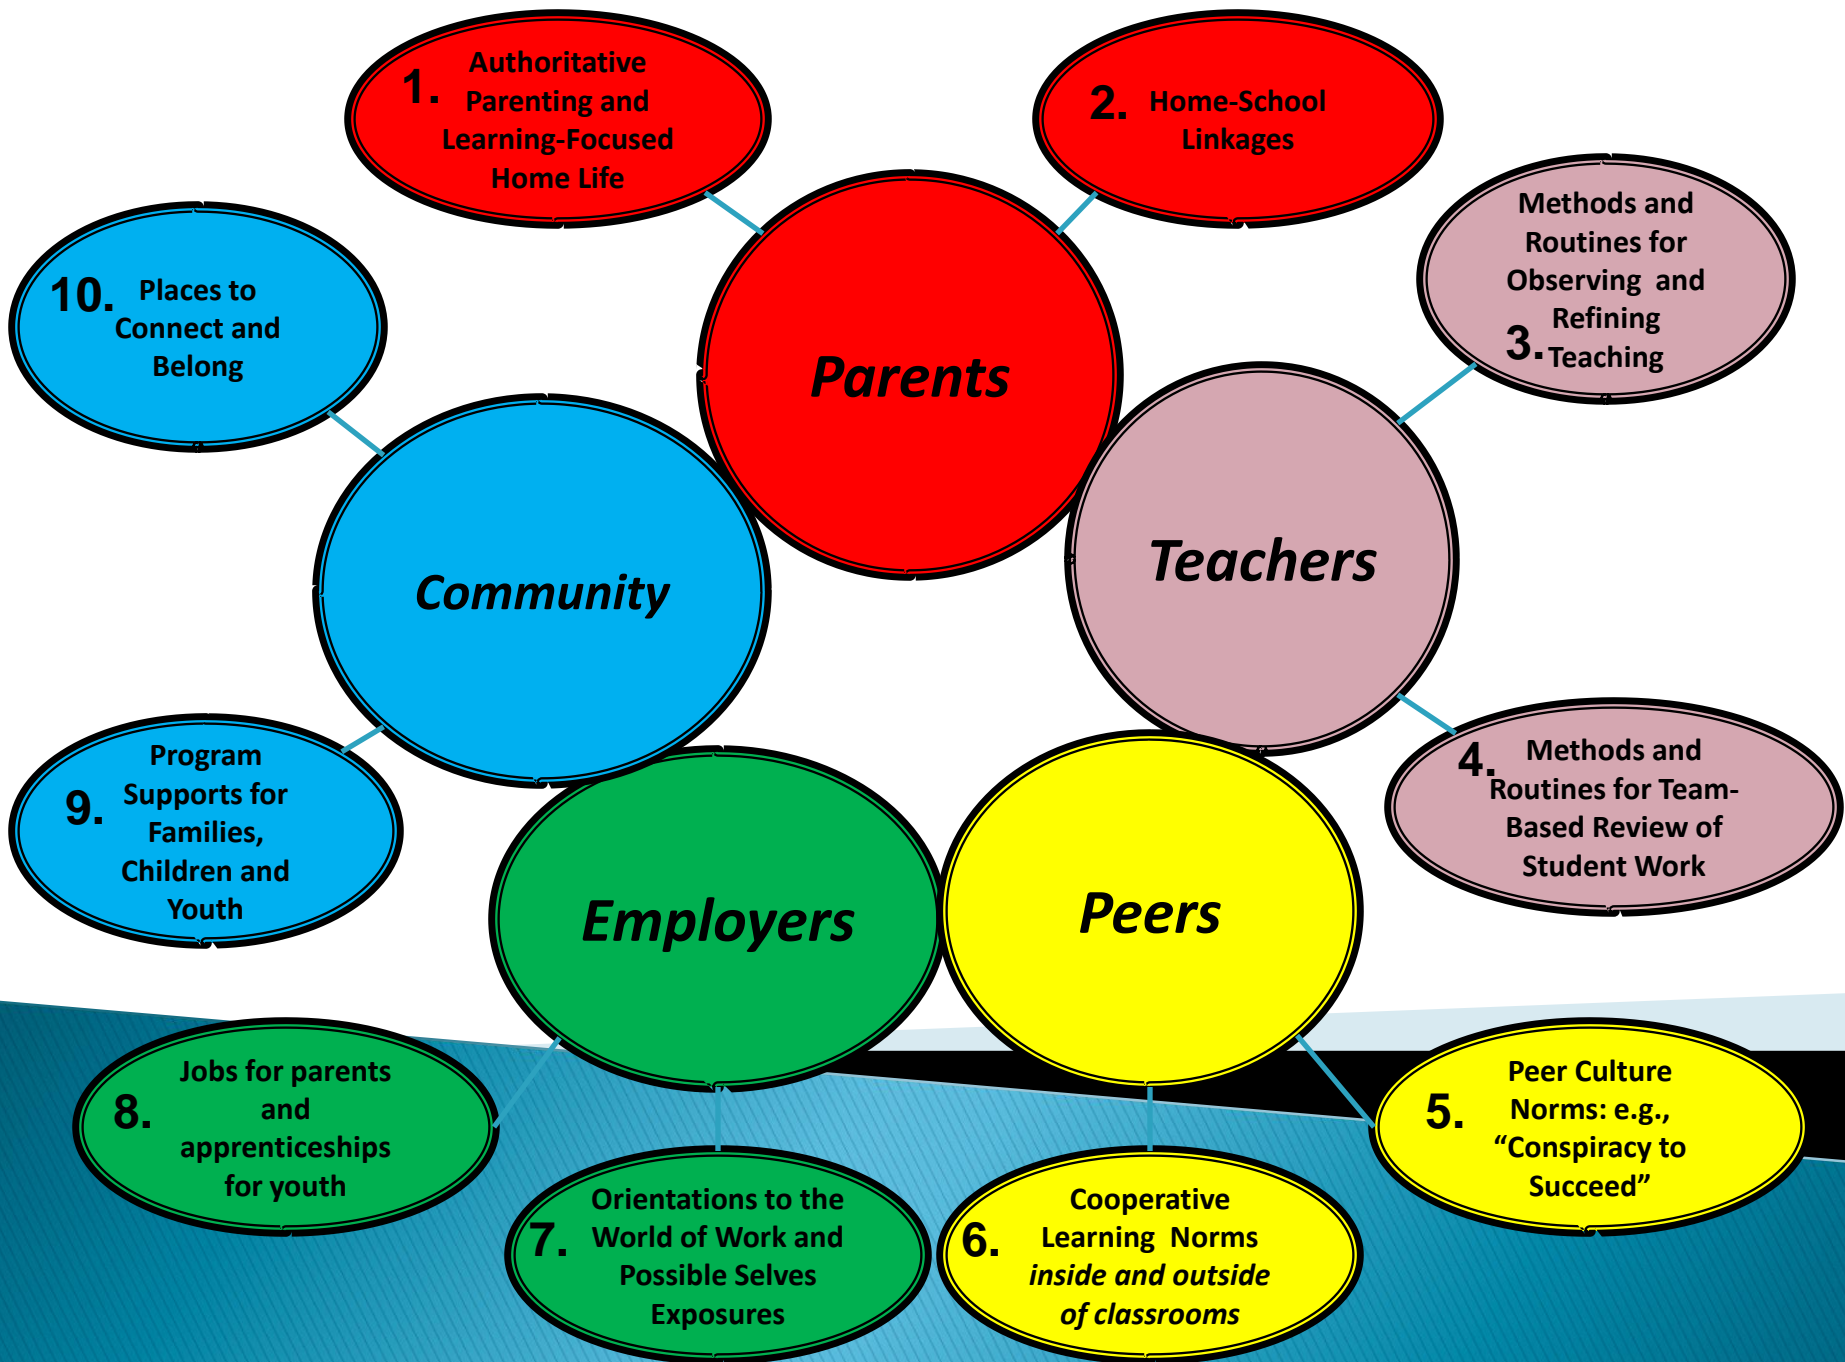 1. Authoritative
Parenting and
Learning-Focused
Home Life
2. Home-School
Linkages
Methods and
Routines for
Observing and
Refining
3. Teaching
10. Places to
Connect and
Belong
Parents
Teachers
Community
4. Methods and
Routines for Team-
Based Review of
Student Work
Program
Supports for
9. Families,
Children and
Youth
Employers
Peers
Jobs for parents
8. and
apprenticeships
for youth
Peer Culture
5. Norms: e.g.,
“Conspiracy to
Succeed”
Orientations to the
7. World of Work and
Possible Selves
Exposures
Cooperative
6. Learning Norms
inside and outside
of classrooms